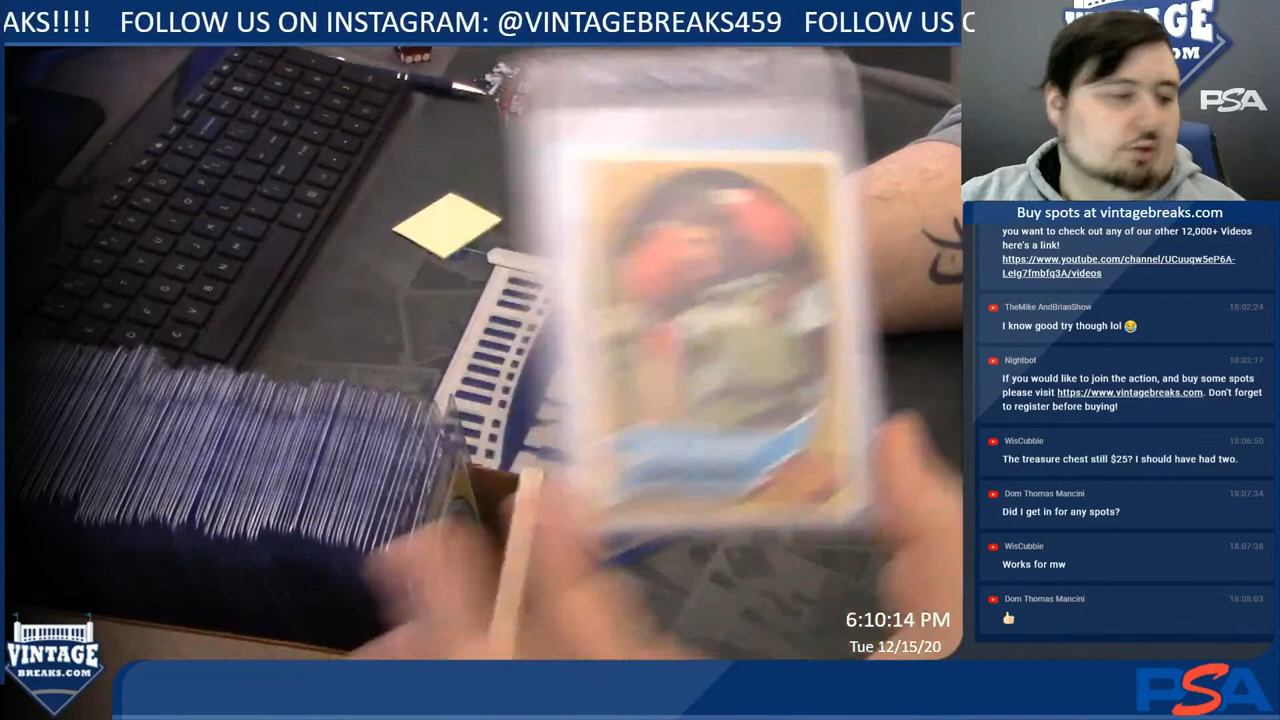 AKS!!!!    FOLLOW US ON INSTAGRAM: @VINTAGEBREAKS459    FOLLOW US
VINTAGE
.COM
PSA
Buy spots at vintagebreaks.com
you want to check out any of our other 12,000+ Videos
here's a link!
https://www.youtube.com/channel/UCuuqw5eP6A-
LeIg7fmbfq3A/videos
TheMike AndBrianShow 18:02:24
I know good try though lol 😂
Nightbot 18:03:17
If you would like to join the action, and buy some spots
please visit https://www.vintagebreaks.com. Don't forget
to register before buying!
WisCubbie 18:06:50
The treasure chest still $25? I should have had two.
Dom Thomas Mancini 18:07:34
Did I get in for any spots?
WisCubbie 18:07:38
Works for mw
Dom Thomas Mancini 18:08:03
👍🏻
6:10:14 PM
Tue 12/15/20
VINTAGE
BREAKS.COM
PSA